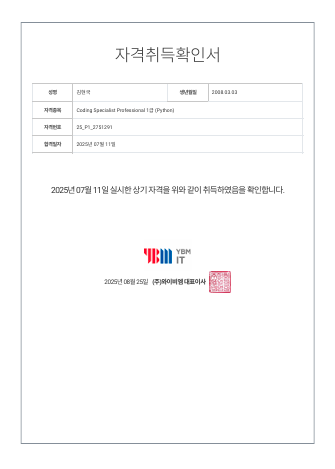 자격취득확인서
성명 김현국 생년월일 2008.03.03
자격종목 Coding Specialist Professional 1급 (Python)
자격번호 25_P1_2751291
합격일자 2025년 07월 11일
2025년 07월 11일 실시한 상기 자격을 위와 같이 취득하였음을 확인합니다.
YBM YBM
IT
2025년 08월 25일 (주)와이비엠 대표이사